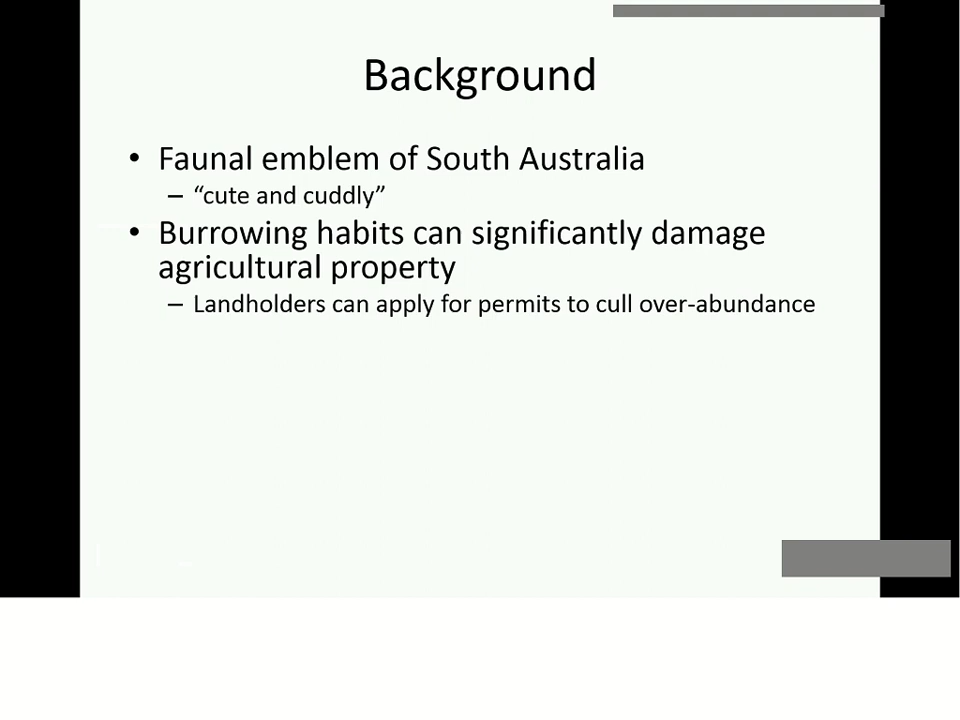 Background
• Faunal emblem of South Australia
– “cute and cuddly”
• Burrowing habits can significantly damage
agricultural property
– Landholders can apply for permits to cull over-abundance